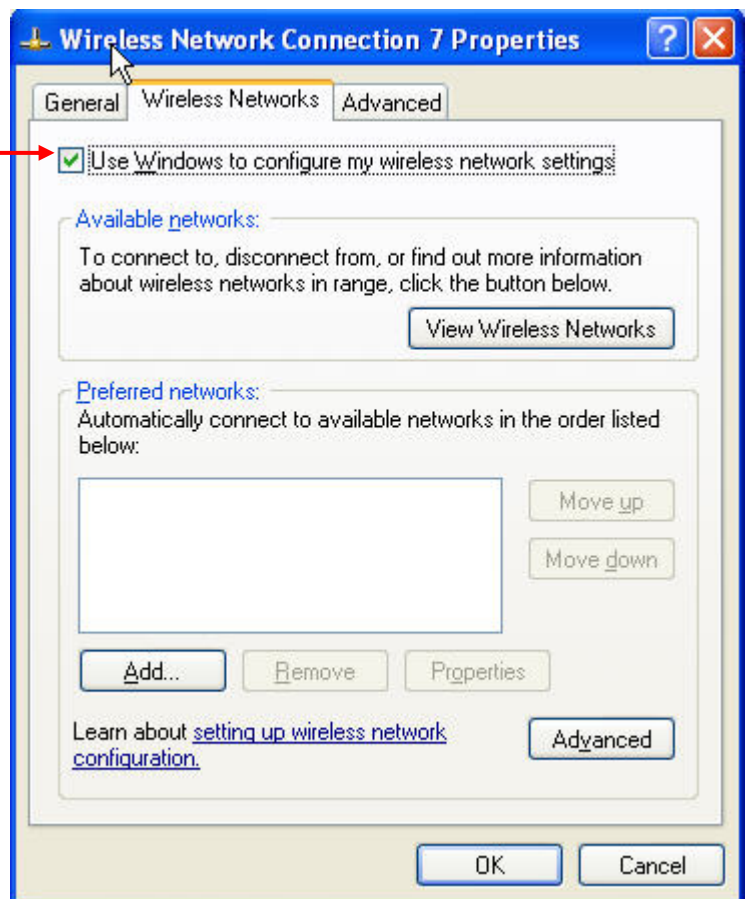 Wireless Network Connection 7 Properties
General Wireless Networks Advanced
Use Windows to configure my wireless network settings
Available networks:
To connect to, disconnect from, or find out more information
about wireless networks in range, click the button below.
View Wireless Networks
Preferred networks:
Automatically connect to available networks in the order listed
below:
Move up
Move down
Add... Remove Properties
Learn about setting up wireless network
configuration.
Advanced
OK Cancel